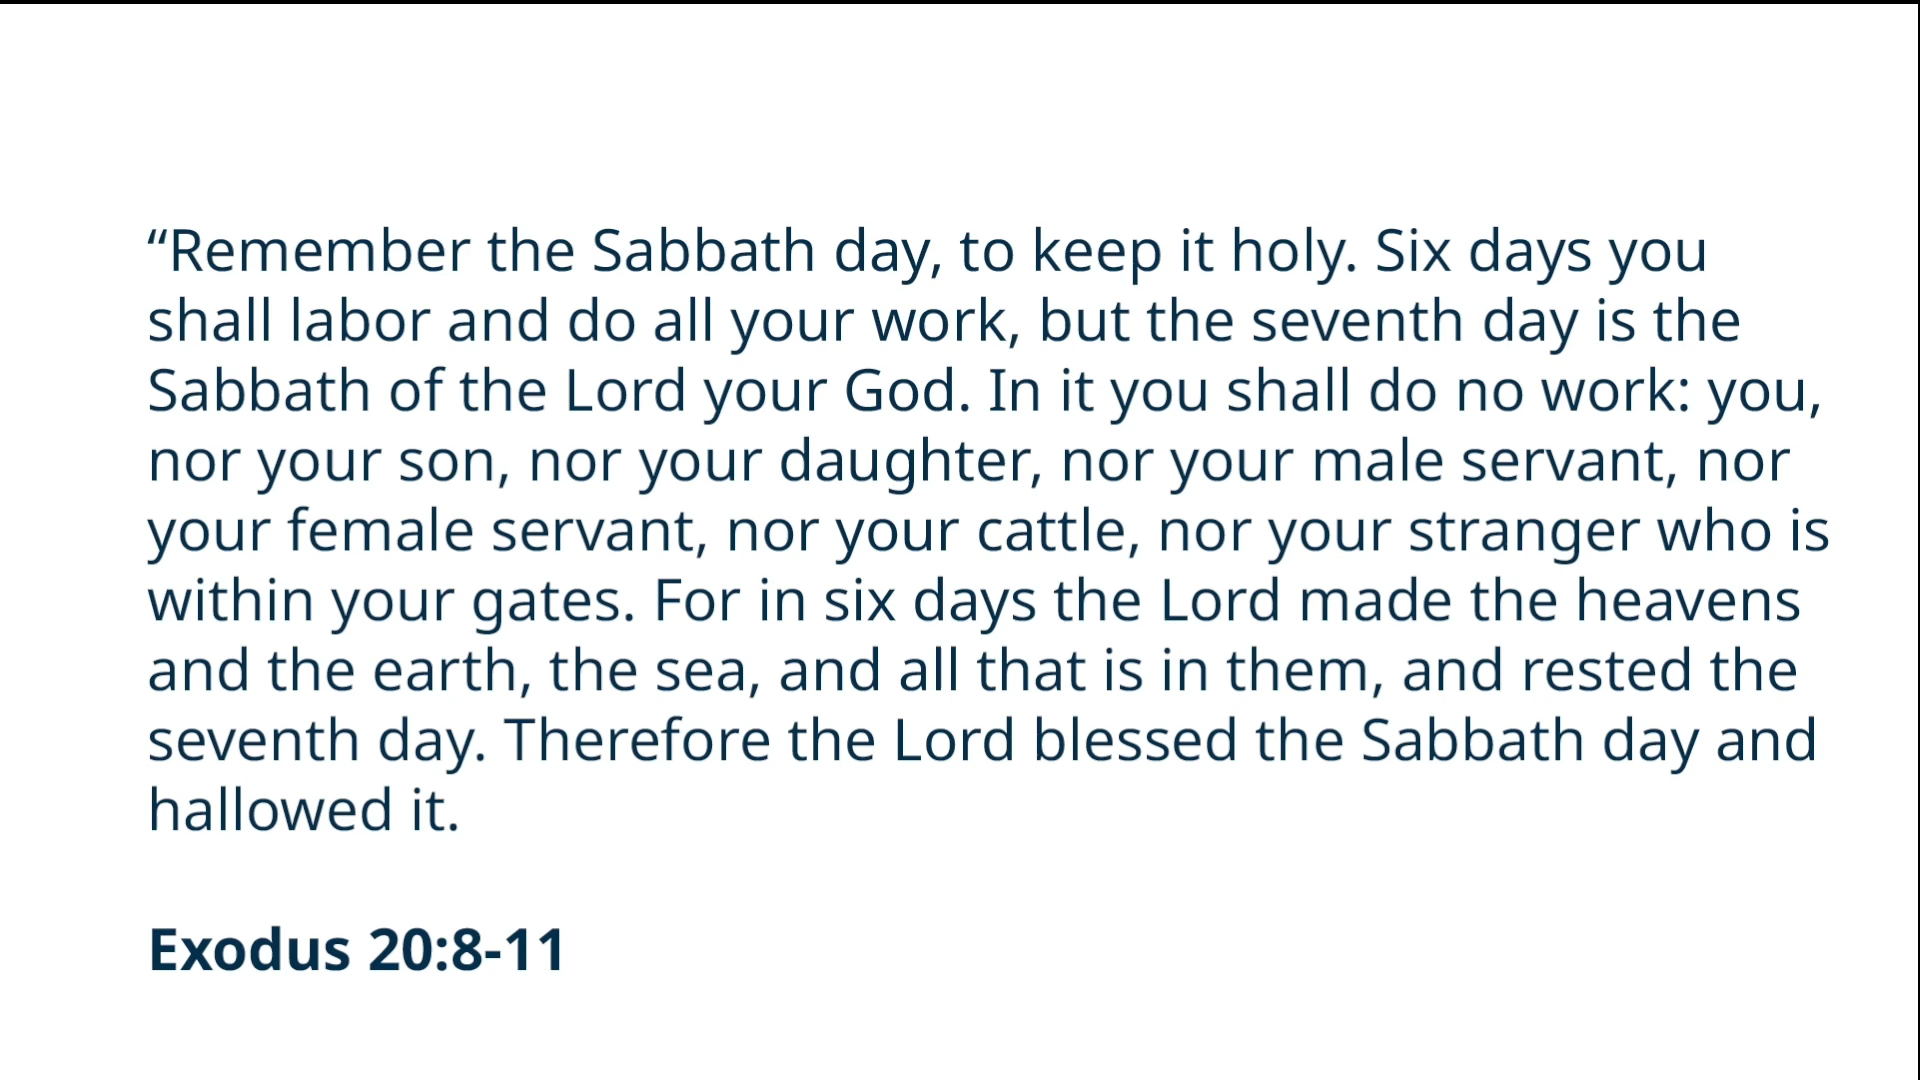 “Remember the Sabbath day, to keep it holy. Six days you
shall labor and do all your work, but the seventh day is the
Sabbath of the Lord your God. In it you shall do no work: you,
nor your son, nor your daughter, nor your male servant, nor
your female servant, nor your cattle, nor your stranger who is
within your gates. For in six days the Lord made the heavens
and the earth, the sea, and all that is in them, and rested the
seventh day. Therefore the Lord blessed the Sabbath day and
hallowed it.
Exodus 20:8-11